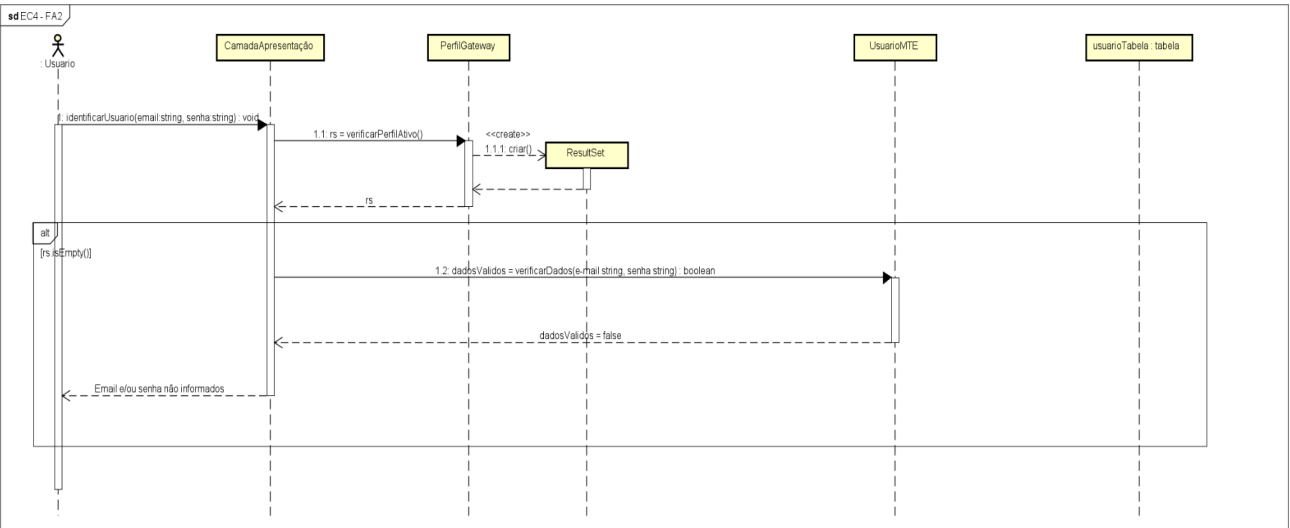 sd EC4 - FA2
: Usuario
CamadaApresentação
PerfilGateway
UsuarioMTE
usuarioTabela : tabela
1: identificarUsuario(email:string, senha:string) : void
1.1: rs = verificarPerfilAtivo()
<<create>>
1.1.1: criar()
ResultSet
rs
alt
[rs.isEmpty()]
1.2: dadosValidos = verificarDados(e-mail string, senha string) : boolean
dadosValidos = false
Email e/ou senha não informados